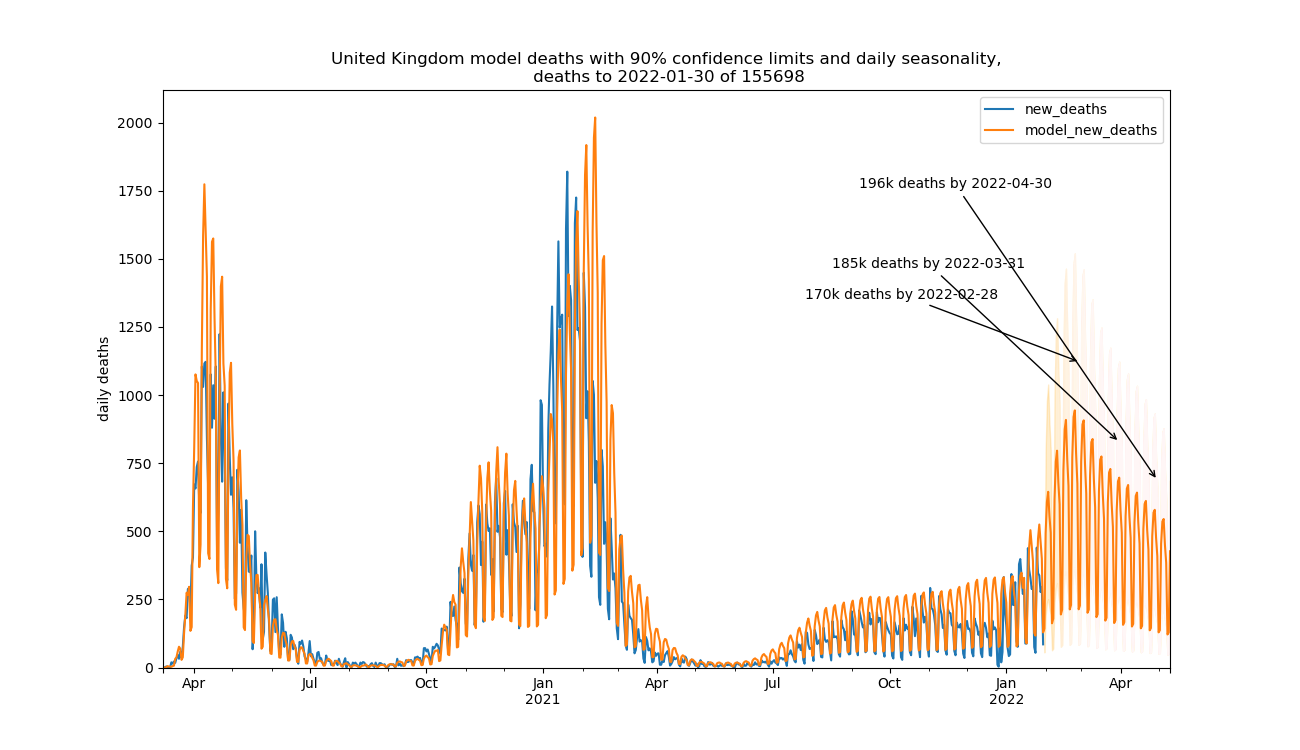 United Kingdom model deaths with 90% confidence limits and daily seasonality,
deaths to 2022-01-30 of 155698
new_deaths
model_new_deaths
196k deaths by 2022-04-30
185k deaths by 2022-03-31
170k deaths by 2022-02-28
daily deaths
2000
1750
1500
1250
1000
750
500
250
0
Apr
Jul
Oct
Jan
2021
Apr
Jul
Oct
Jan
2022
Apr